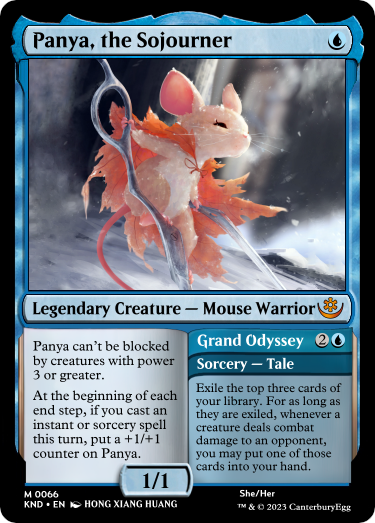 Panya, the Sojourner
Legendary Creature — Mouse Warrior
Panya can't be blocked
by creatures with power
3 or greater.
At the beginning of each
end step, if you cast an
instant or sorcery spell
this turn, put a +1/+1
counter on Panya.
Grand Odyssey 2
Sorcery — Tale
Exile the top three cards of
your library. For as long as
they are exiled, whenever a
creature deals combat
damage to an opponent,
you may put one of those
cards into your hand.
1/1
M 0066
KND • EN HONG XIANG HUANG
She/Her
™ & © 2023 CanterburyEgg